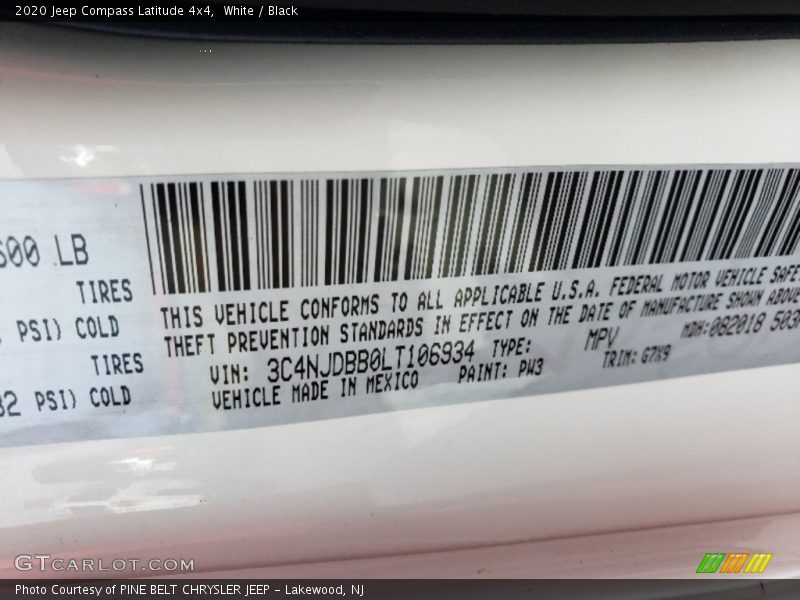 2020 Jeep Compass Latitude 4x4, White / Black
600 LB
TIRES
PSI) COLD
TIRES
32 PSI) COLD
THIS VEHICLE CONFORMS TO ALL APPLICABLE U.S.A. FEDERAL MOTOR VEHICLE SAFE
THEFT PREVENTION STANDARDS IN EFFECT ON THE DATE OF MANUFACTURE SHOWN ABOVE
VIN: 3C4NJDBB0LT106934 TYPE: MPV MDH:082018 503
VEHICLE MADE IN MEXICO PAINT: PW3 TRIM: G7X9
GTCARLOT.COM
Photo Courtesy of PINE BELT CHRYSLER JEEP - Lakewood, NJ